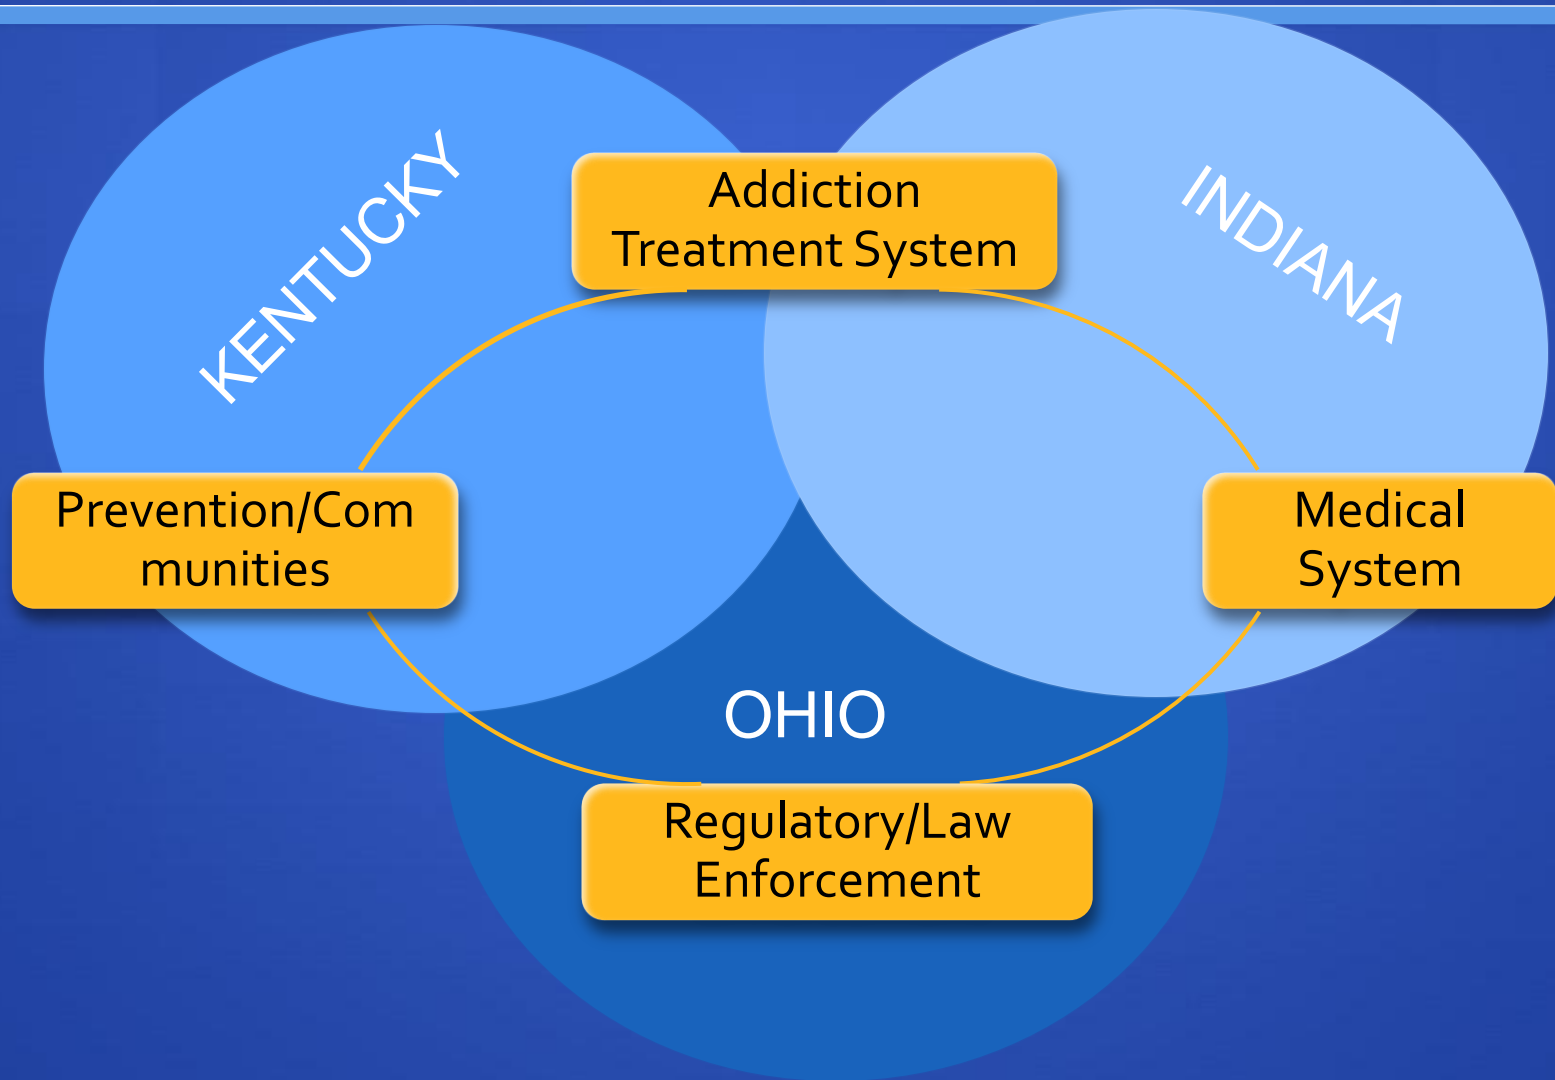 KENTUCKY
Addiction
Treatment System
INDIANA
Prevention/Com
munities
Medical
System
OHIO
Regulatory/Law
Enforcement